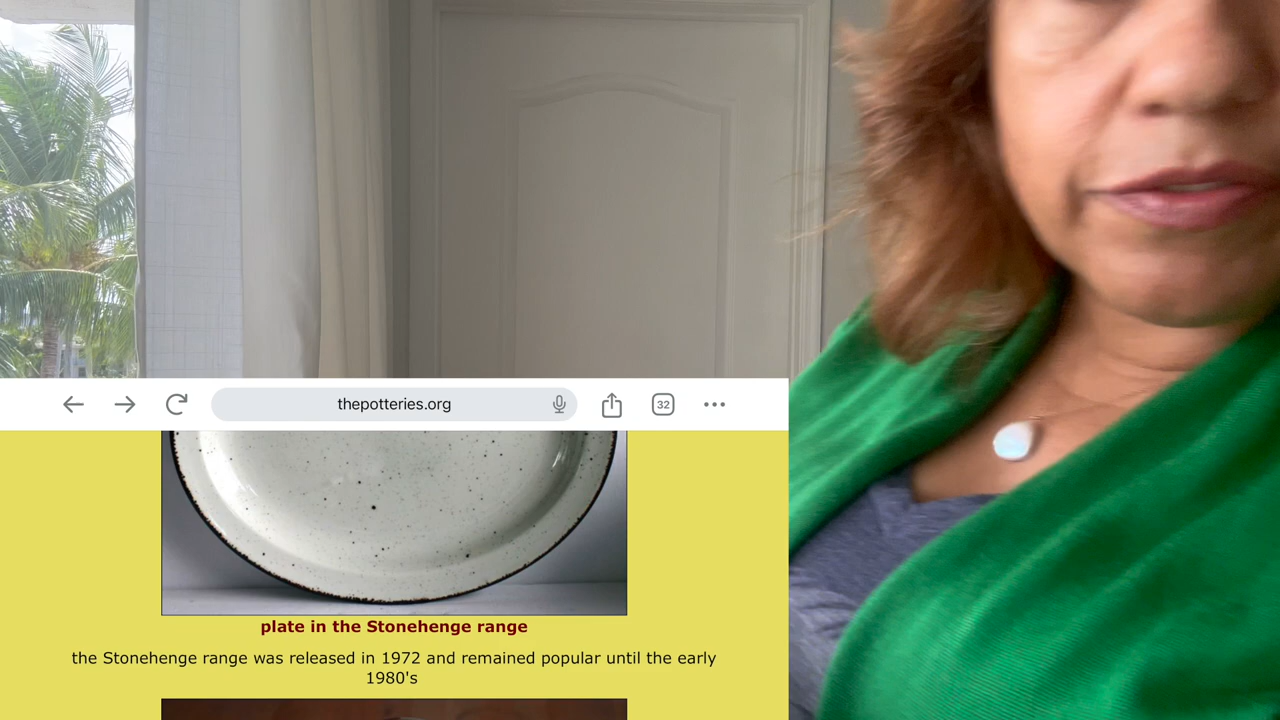 thepotteries.org
32
plate in the Stonehenge range
the Stonehenge range was released in 1972 and remained popular until the early
1980's